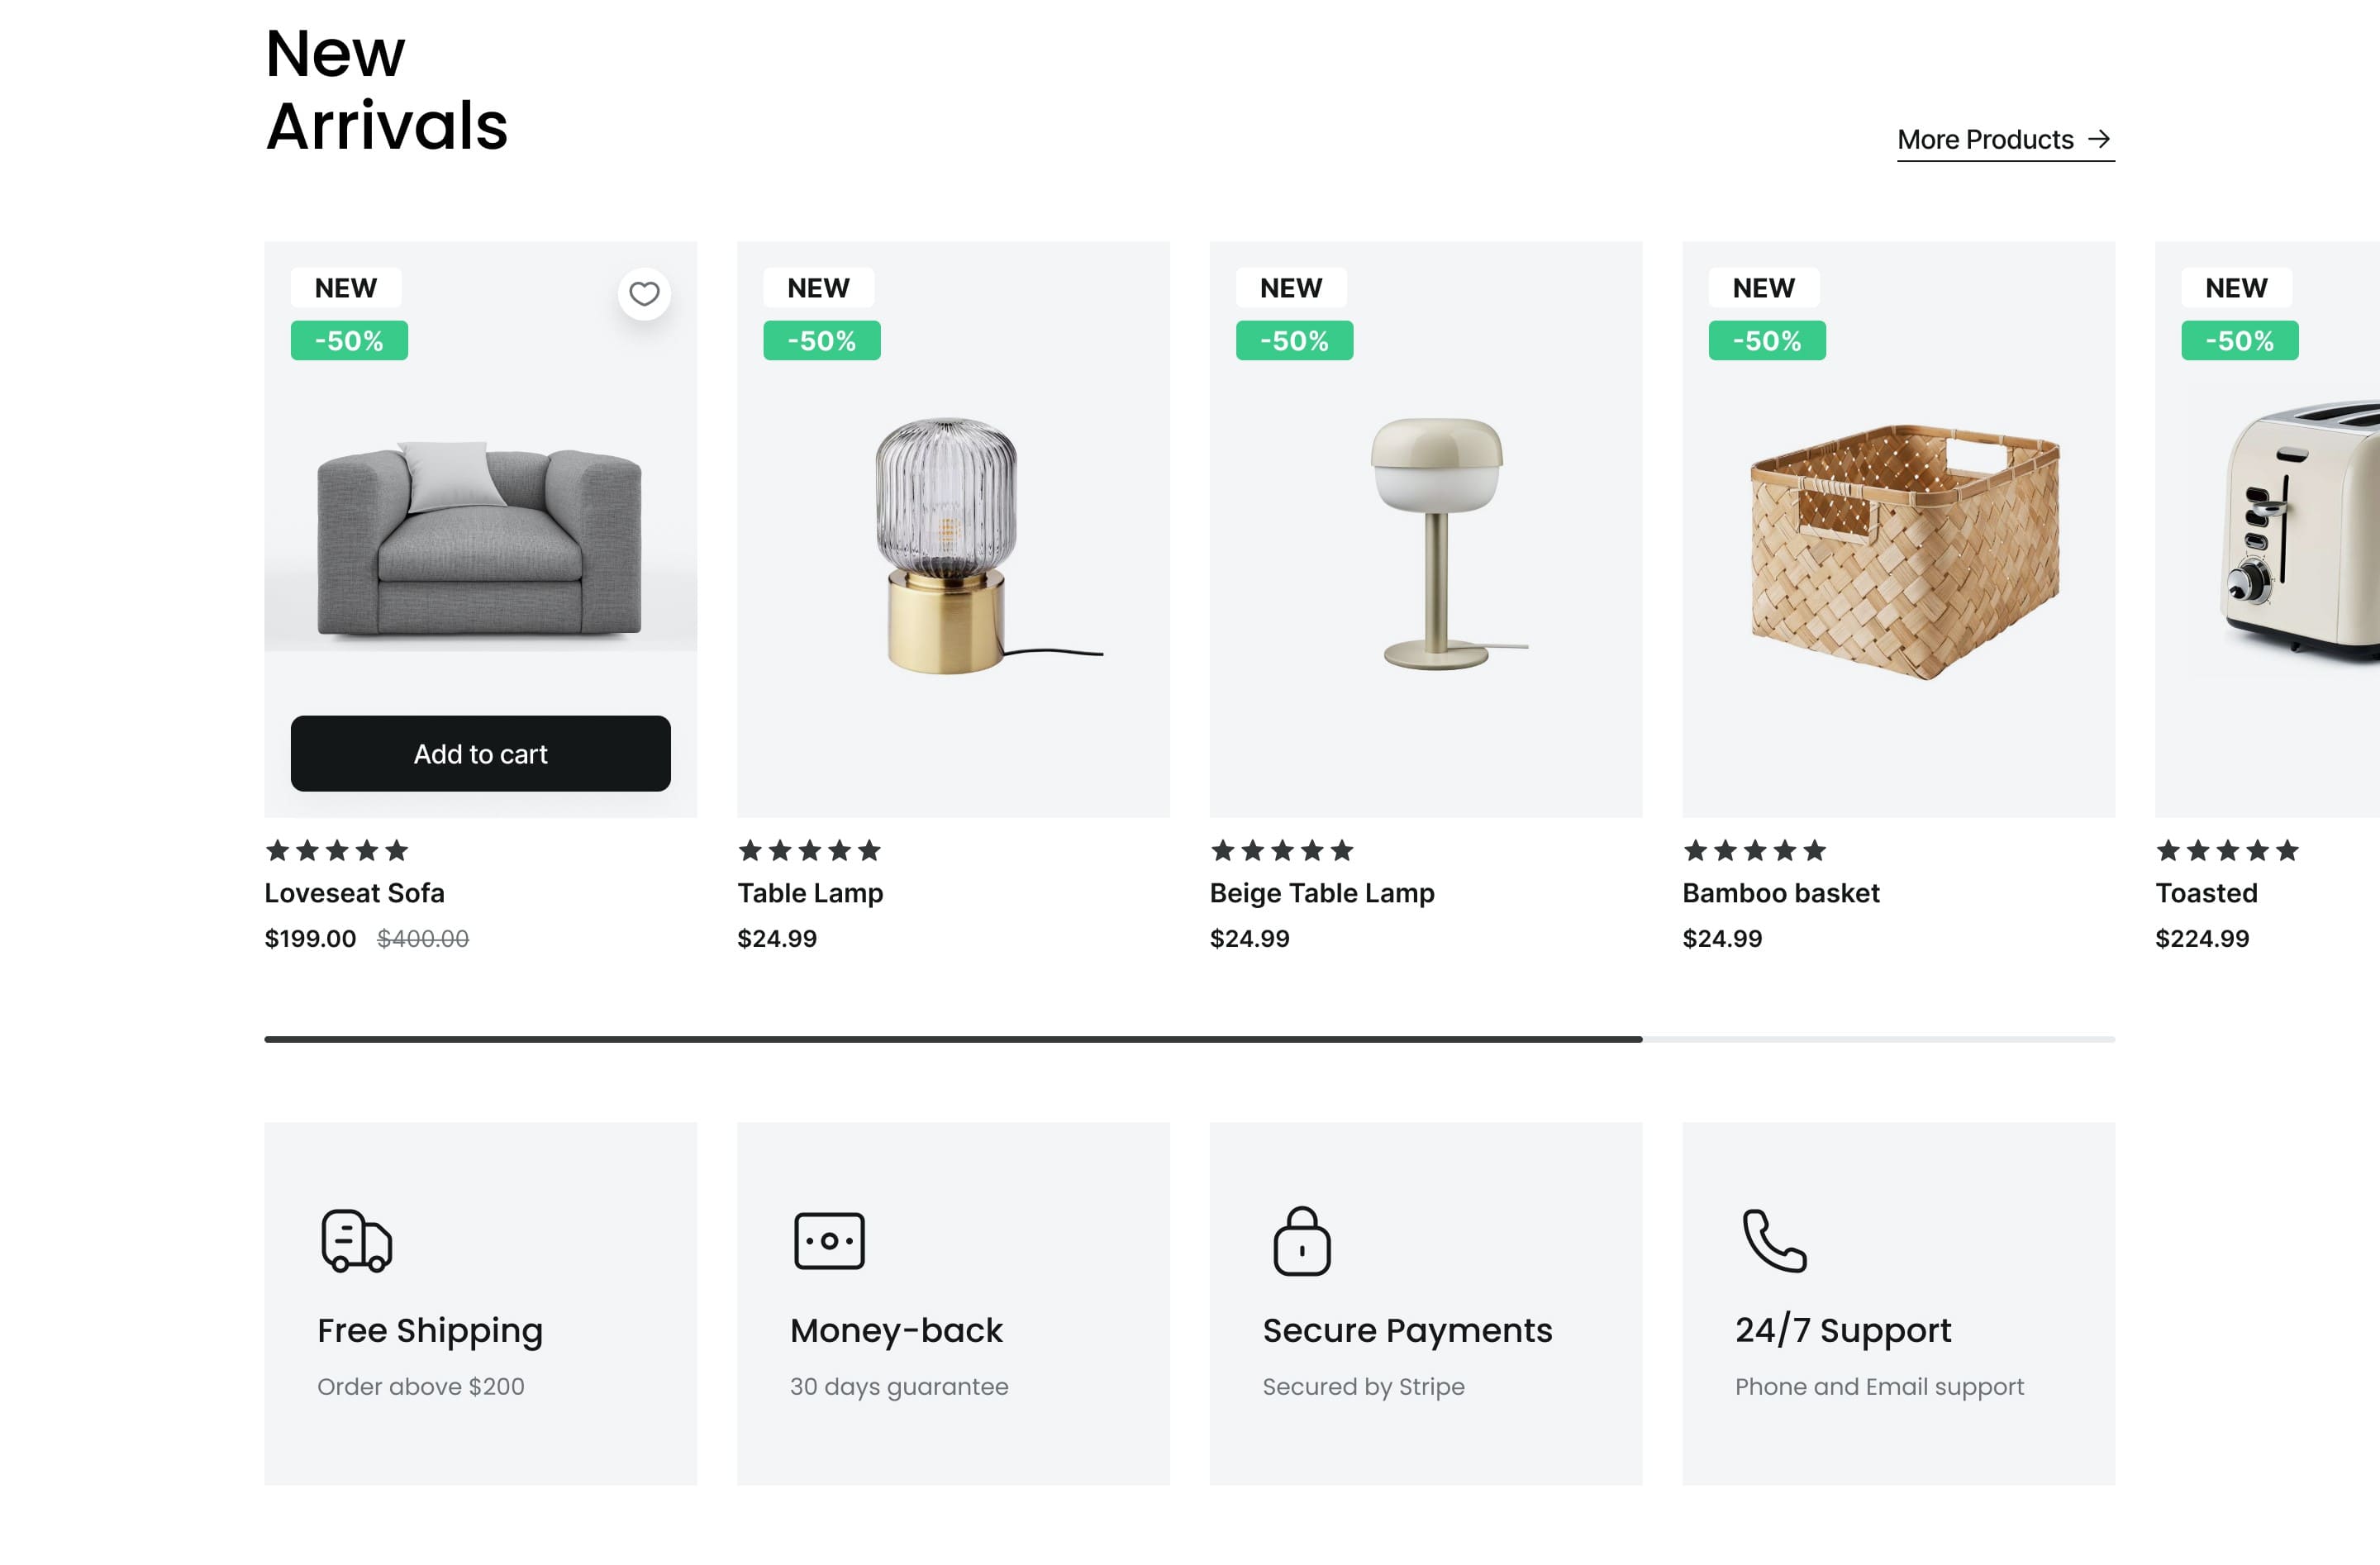 New
Arrivals
More Products
NEW
-50%
NEW
-50%
NEW
-50%
NEW
-50%
NEW
-50%
Add to cart
Loveseat Sofa
$199.00 $400.00
Table Lamp
$24.99
Beige Table Lamp
$24.99
Bamboo basket
$24.99
Toasted
$224.99
Free Shipping
Order above $200
Money-back
30 days guarantee
Secure Payments
Secured by Stripe
24/7 Support
Phone and Email support